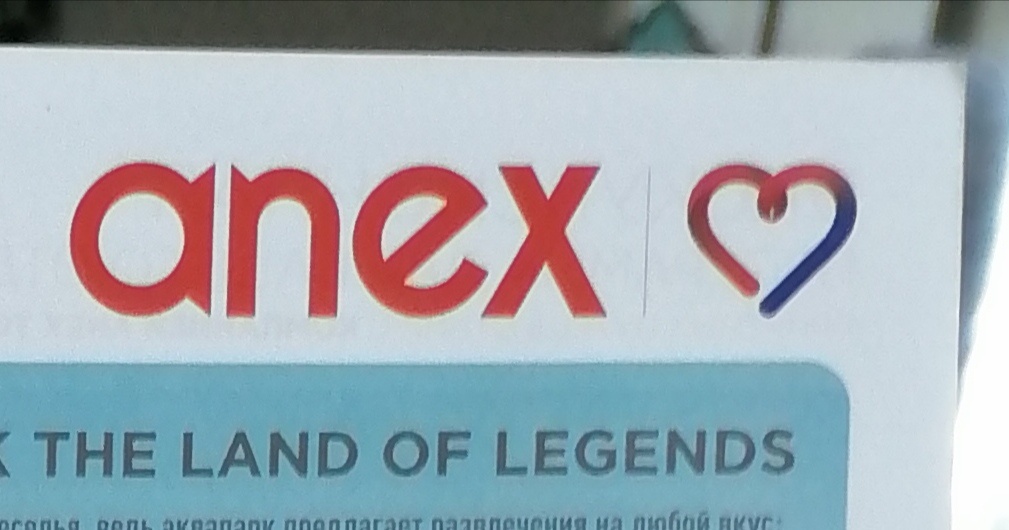 anex
THE LAND OF LEGENDS
ведь аквапарк предлагает развлечения на любой вкус: